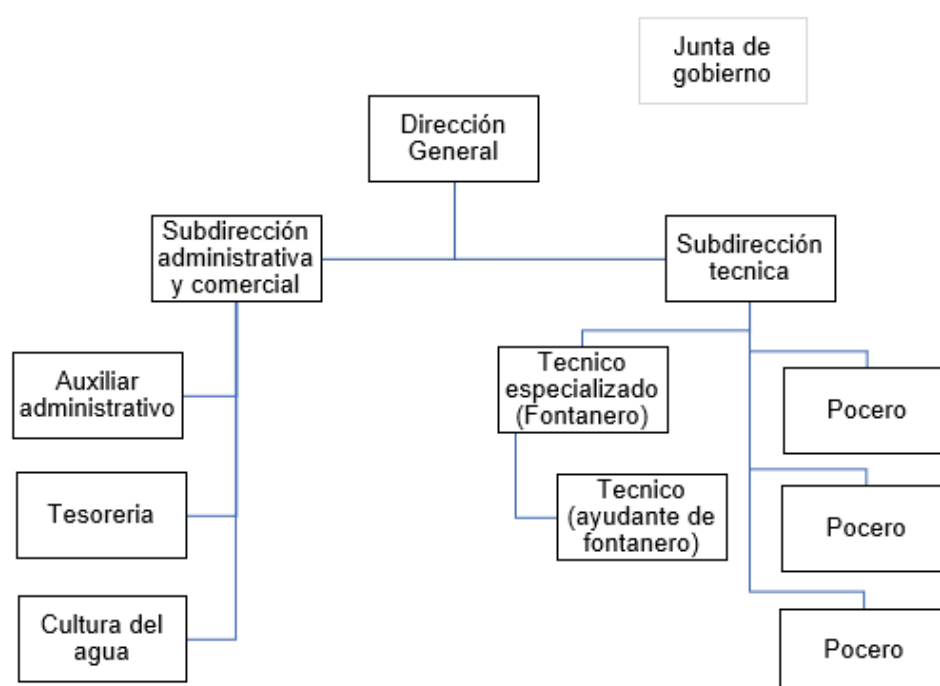 Junta de
gobierno
Dirección
General
Subdirección
administrativa
y comercial
Subdirección
tecnica
Auxiliar
administrativo
Tecnico
especializado
(Fontanero)
Pocero
Tesoreria
Tecnico
(ayudante de
fontanero)
Pocero
Cultura del
agua
Pocero